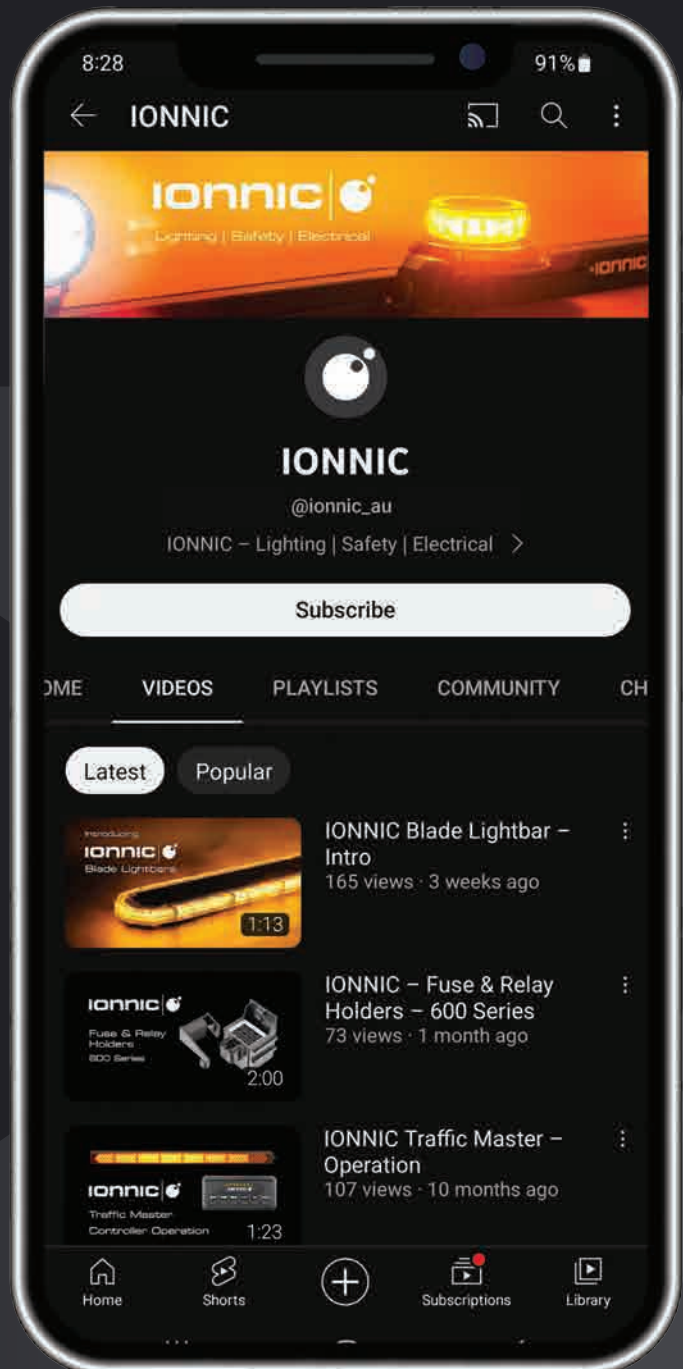 8:28
91%
IONNIC
IONNIC
Lighting | Safety | Electrical
IONNIC
IONNIC
@ionnic_au
IONNIC – Lighting | Safety | Electrical
Subscribe
OME VIDEOS PLAYLISTS COMMUNITY CH
Latest Popular
Introducing
IONNIC
Blade Lightbars
1:13
IONNIC Blade Lightbar –
Intro
165 views · 3 weeks ago
IONNIC
Fuse & Relay
Holders
600 Series
2:00
IONNIC – Fuse & Relay
Holders – 600 Series
73 views · 1 month ago
IONNIC
Traffic Master
Controller Operation
1:23
IONNIC Traffic Master –
Operation
107 views · 10 months ago
Home Shorts Subscriptions Library